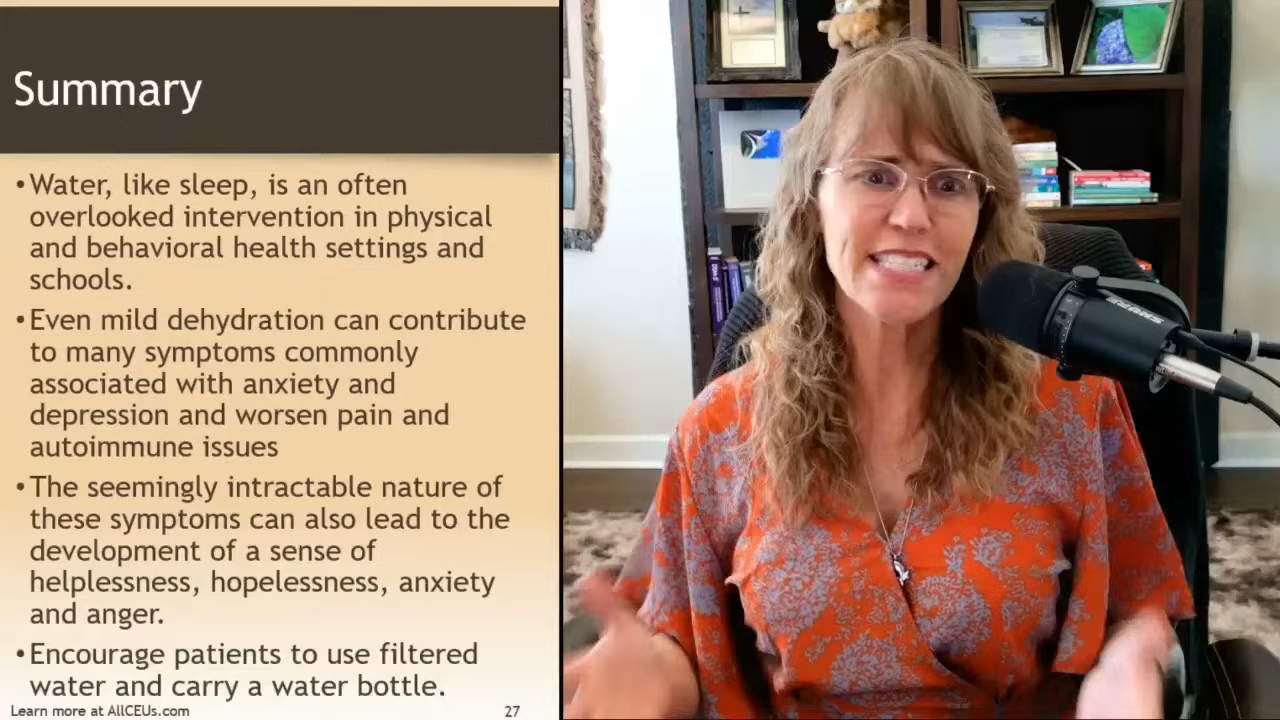 Summary
•Water, like sleep, is an often
overlooked intervention in physical
and behavioral health settings and
schools.
•Even mild dehydration can contribute
to many symptoms commonly
associated with anxiety and
depression and worsen pain and
autoimmune issues
•The seemingly intractable nature of
these symptoms can also lead to the
development of a sense of
helplessness, hopelessness, anxiety
and anger.
•Encourage patients to use filtered
water and carry a water bottle.
Learn more at AllCEUs.com
27
SHURE